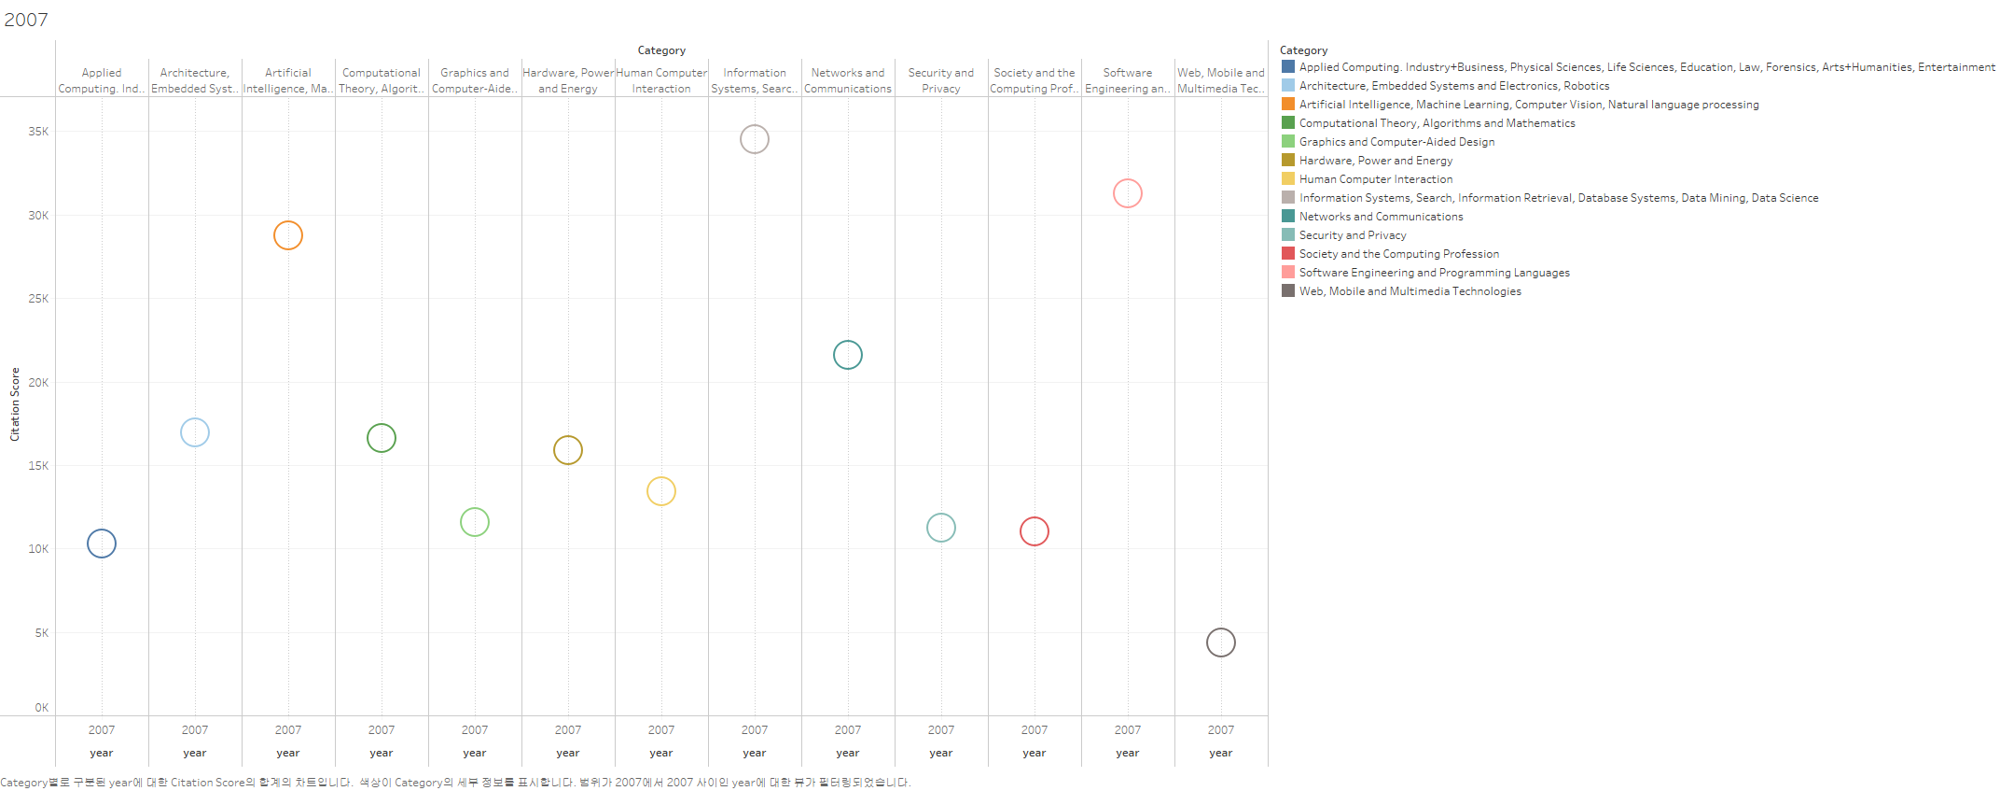 2007
Category
Applied Computing. Ind..
Architecture, Embedded Syst..
Artificial Intelligence, Ma..
Computational Theory, Algorit..
Graphics and Computer-Aide..
Hardware, Power and Energy
Human Computer Interaction
Information Systems, Searc..
Networks and Communications
Security and Privacy
Society and the Computing Prof..
Software Engineering an..
Web, Mobile and Multimedia Tec..
Citation Score
35K
30K
25K
20K
15K
10K
5K
0K
2007 2007 2007 2007 2007 2007 2007 2007 2007 2007 2007 2007 2007
year year year year year year year year year year year year year
Category
Applied Computing. Industry+Business, Physical Sciences, Life Sciences, Education, Law, Forensics, Arts+Humanities, Entertainment
Architecture, Embedded Systems and Electronics, Robotics
Artificial Intelligence, Machine Learning, Computer Vision, Natural language processing
Computational Theory, Algorithms and Mathematics
Graphics and Computer-Aided Design
Hardware, Power and Energy
Human Computer Interaction
Information Systems, Search, Information Retrieval, Database Systems, Data Mining, Data Science
Networks and Communications
Security and Privacy
Society and the Computing Profession
Software Engineering and Programming Languages
Web, Mobile and Multimedia Technologies
Category별로 구분된 year에 대한 Citation Score의 합계의 차트입니다. 색상이 Category의 세부 정보를 표시합니다. 범위가 2007에서 2007 사이인 year에 대한 뷰가 필터링되었습니다.